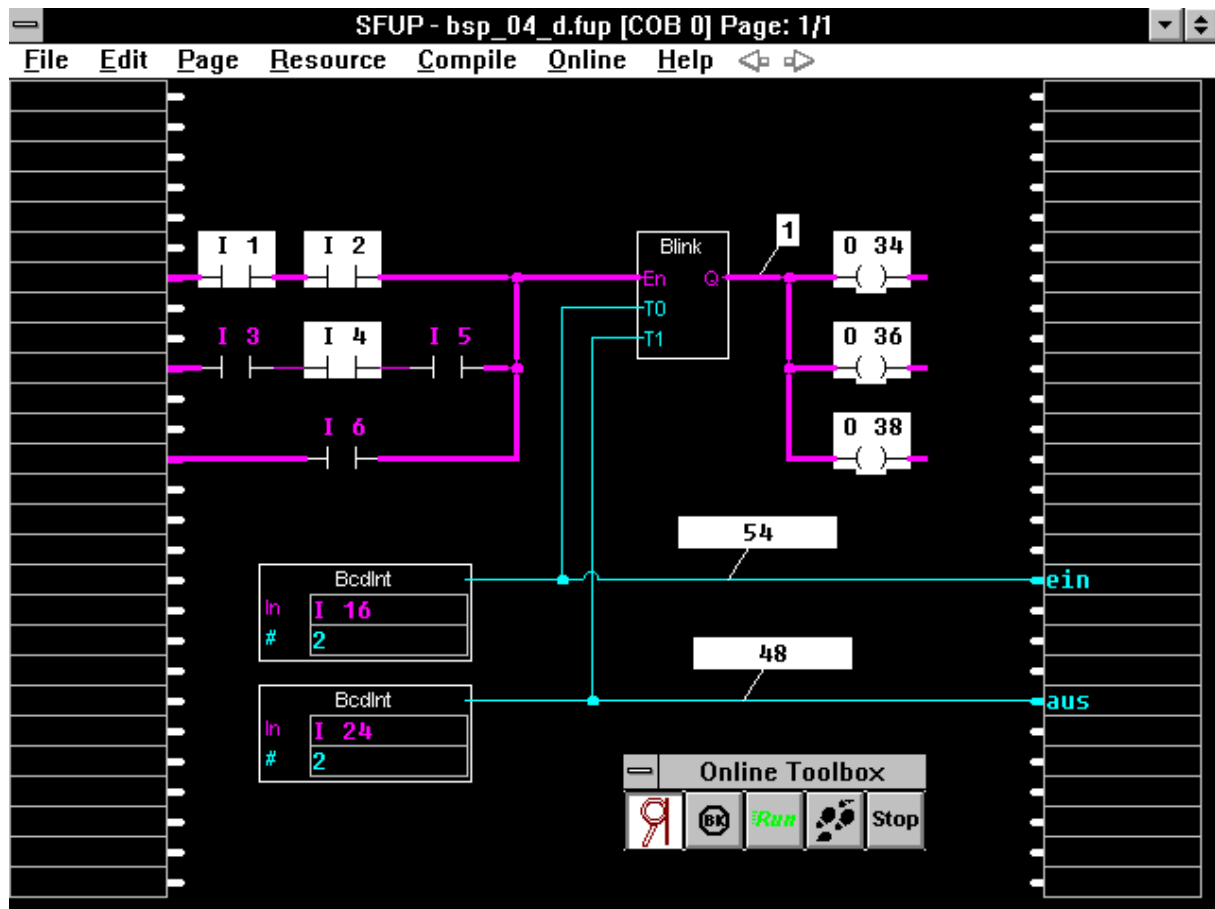 SFUP - bsp_04_d.fup [COB 0] Page: 1/1
File Edit Page Resource Compile Online Help
I 1 I 2 Blink 1 O 34
En Q
T0
I 3 I 4 I 5 T1 O 36
I 6 O 38
54
BcdInt ein
In I 16
# 2
48
BcdInt aus
In I 24
# 2
Online Toolbox
BK Run Stop